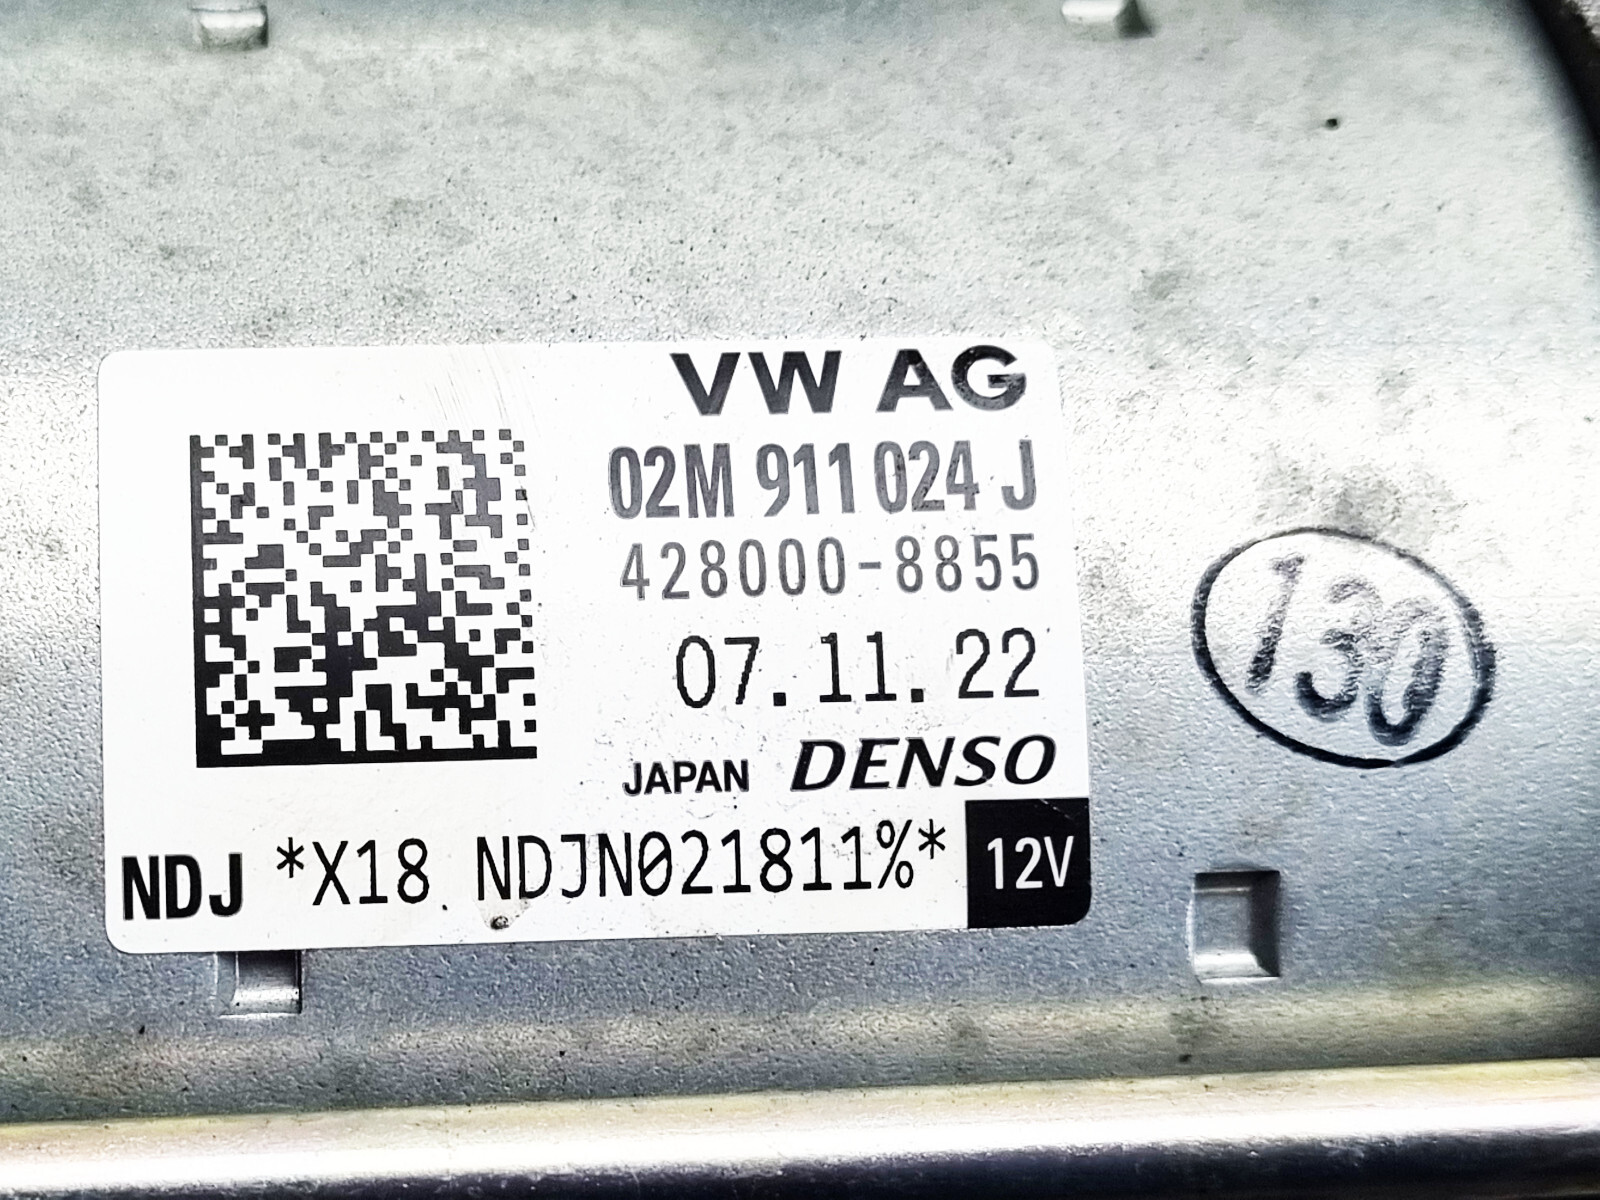 VW AG
02M 911 024 J
428000-8855
07.11.22
JAPAN DENSO
NDJ *X18 NDJN021811%* 12V
130